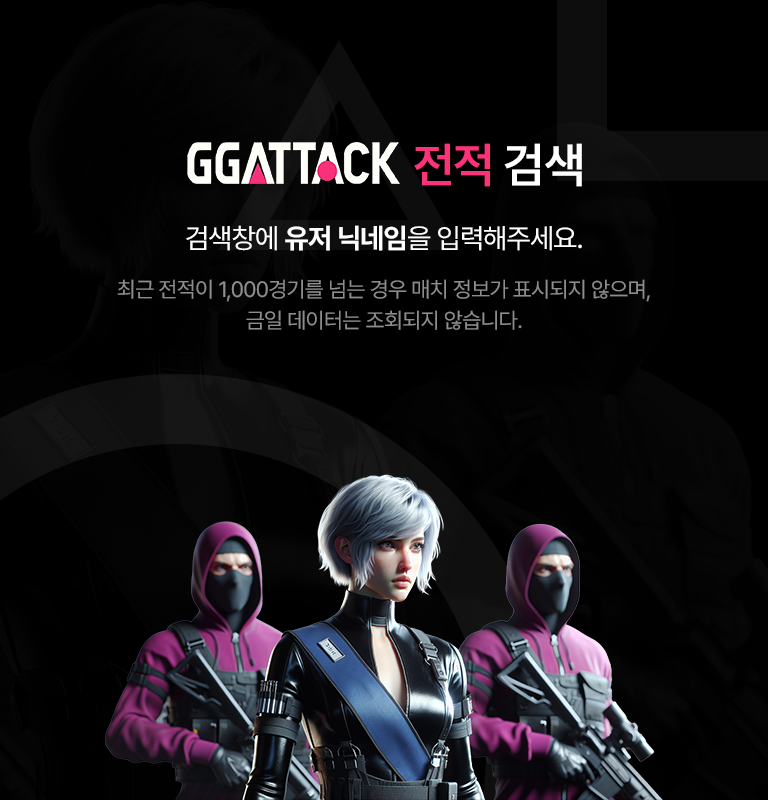 GGATTACK 전적 검색
검색창에 유저 닉네임을 입력해주세요.
최근 전적이 1,000경기를 넘는 경우 매치 정보가 표시되지 않으며,
금일 데이터는 조회되지 않습니다.